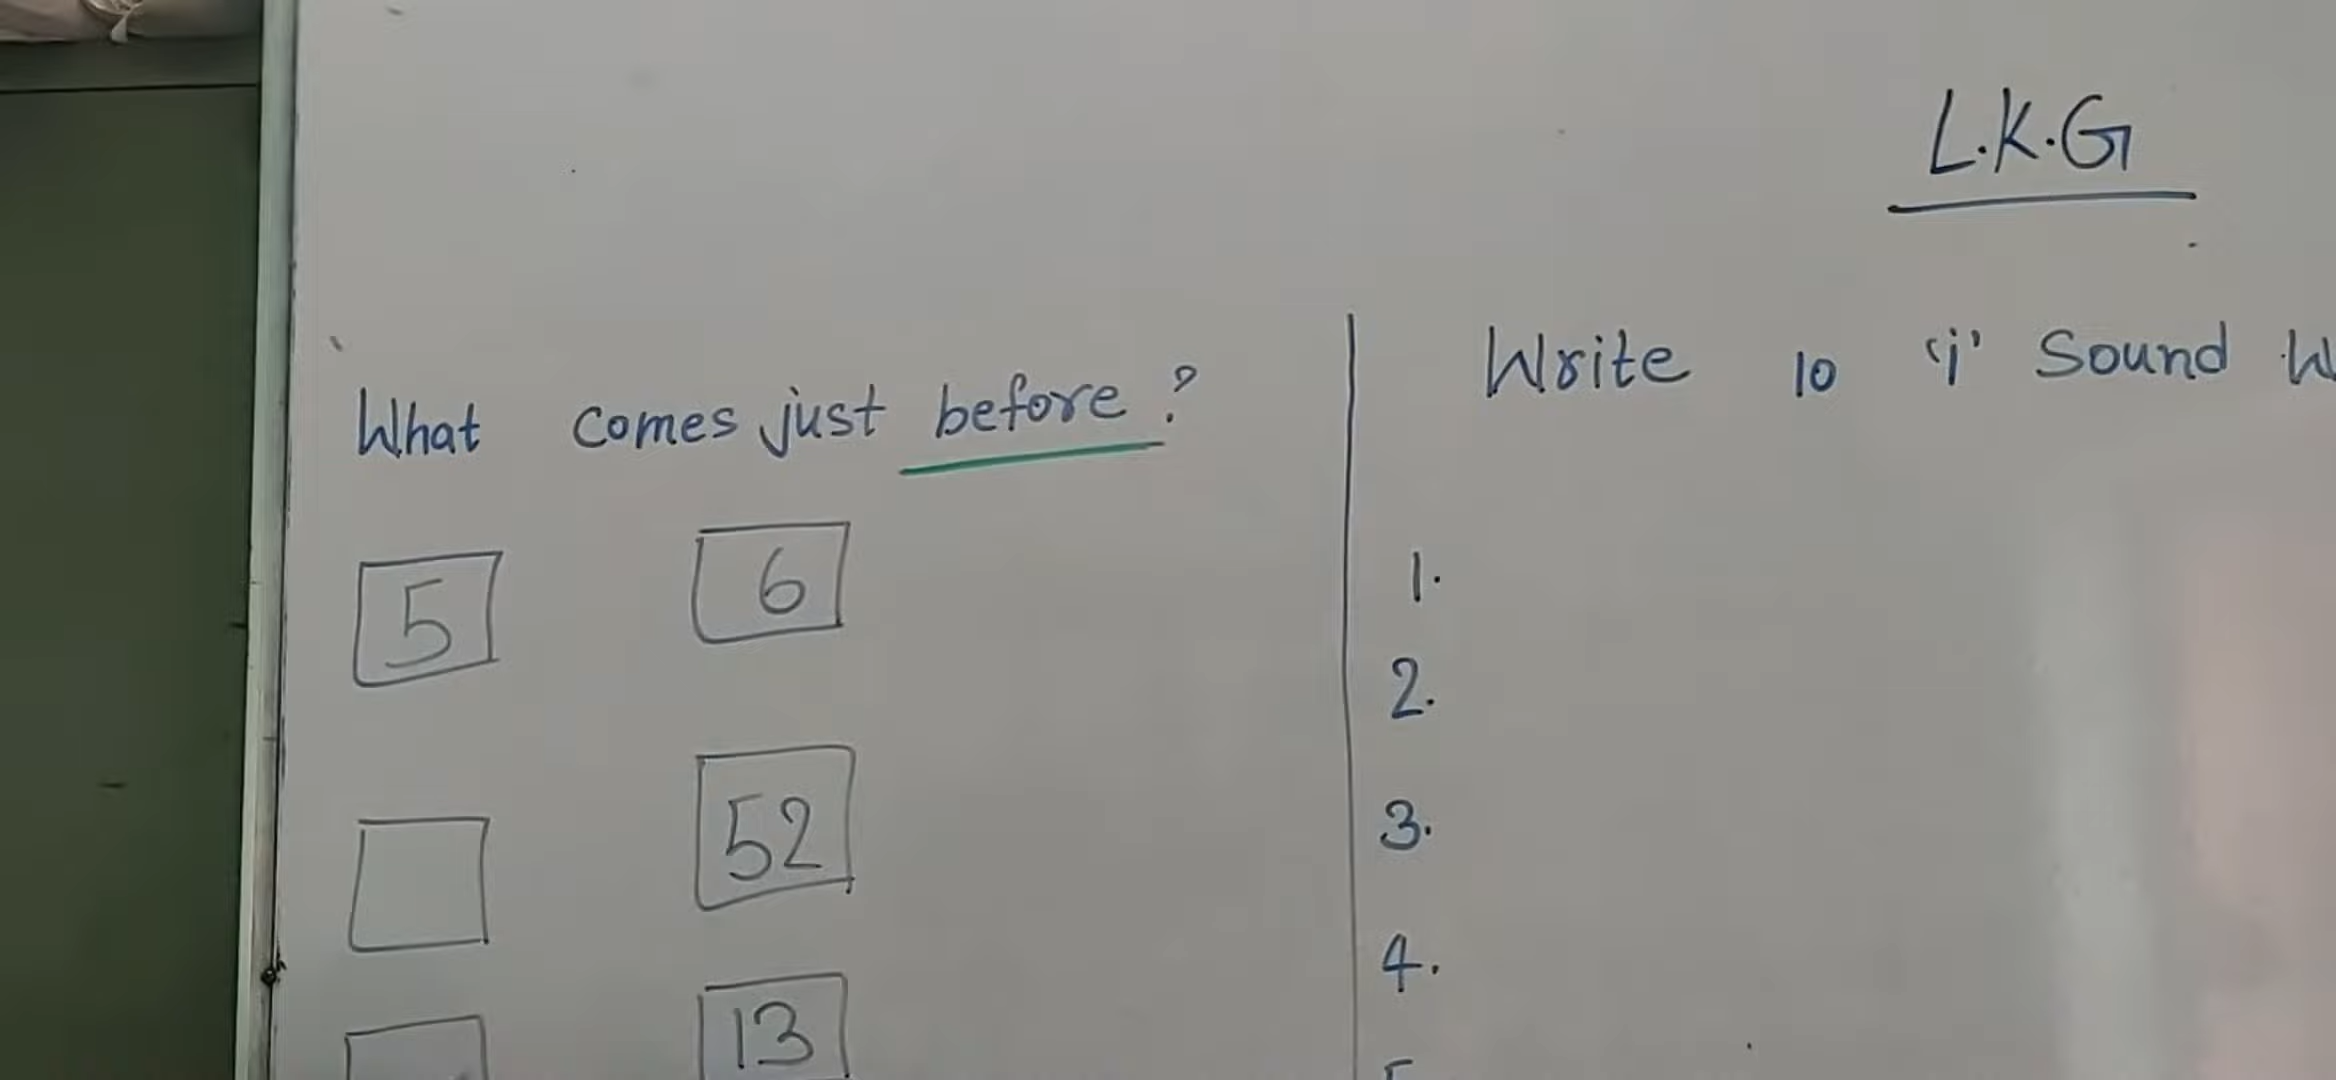 L.K.G
What comes just before?
5 6
52
13
Write 10 'i' Sound
1.
2.
3.
4.